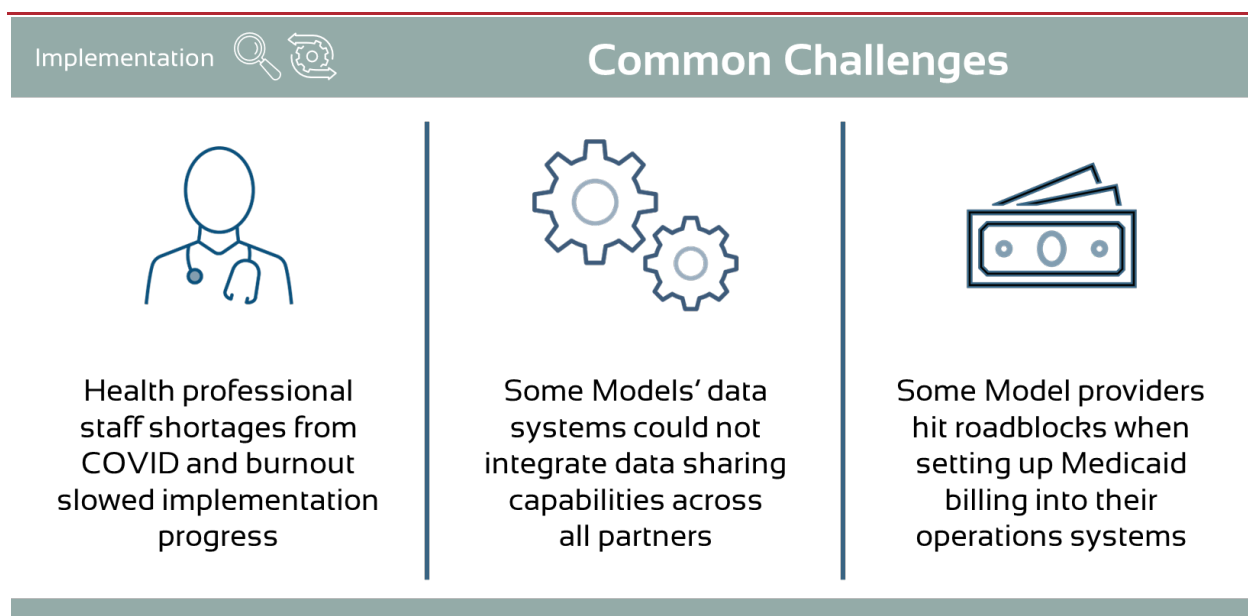 Implementation
Common Challenges
Health professional
staff shortages from
COVID and burnout
slowed implementation
progress
Some Models’ data
systems could not
integrate data sharing
capabilities across
all partners
Some Model providers
hit roadblocks when
setting up Medicaid
billing into their
operations systems